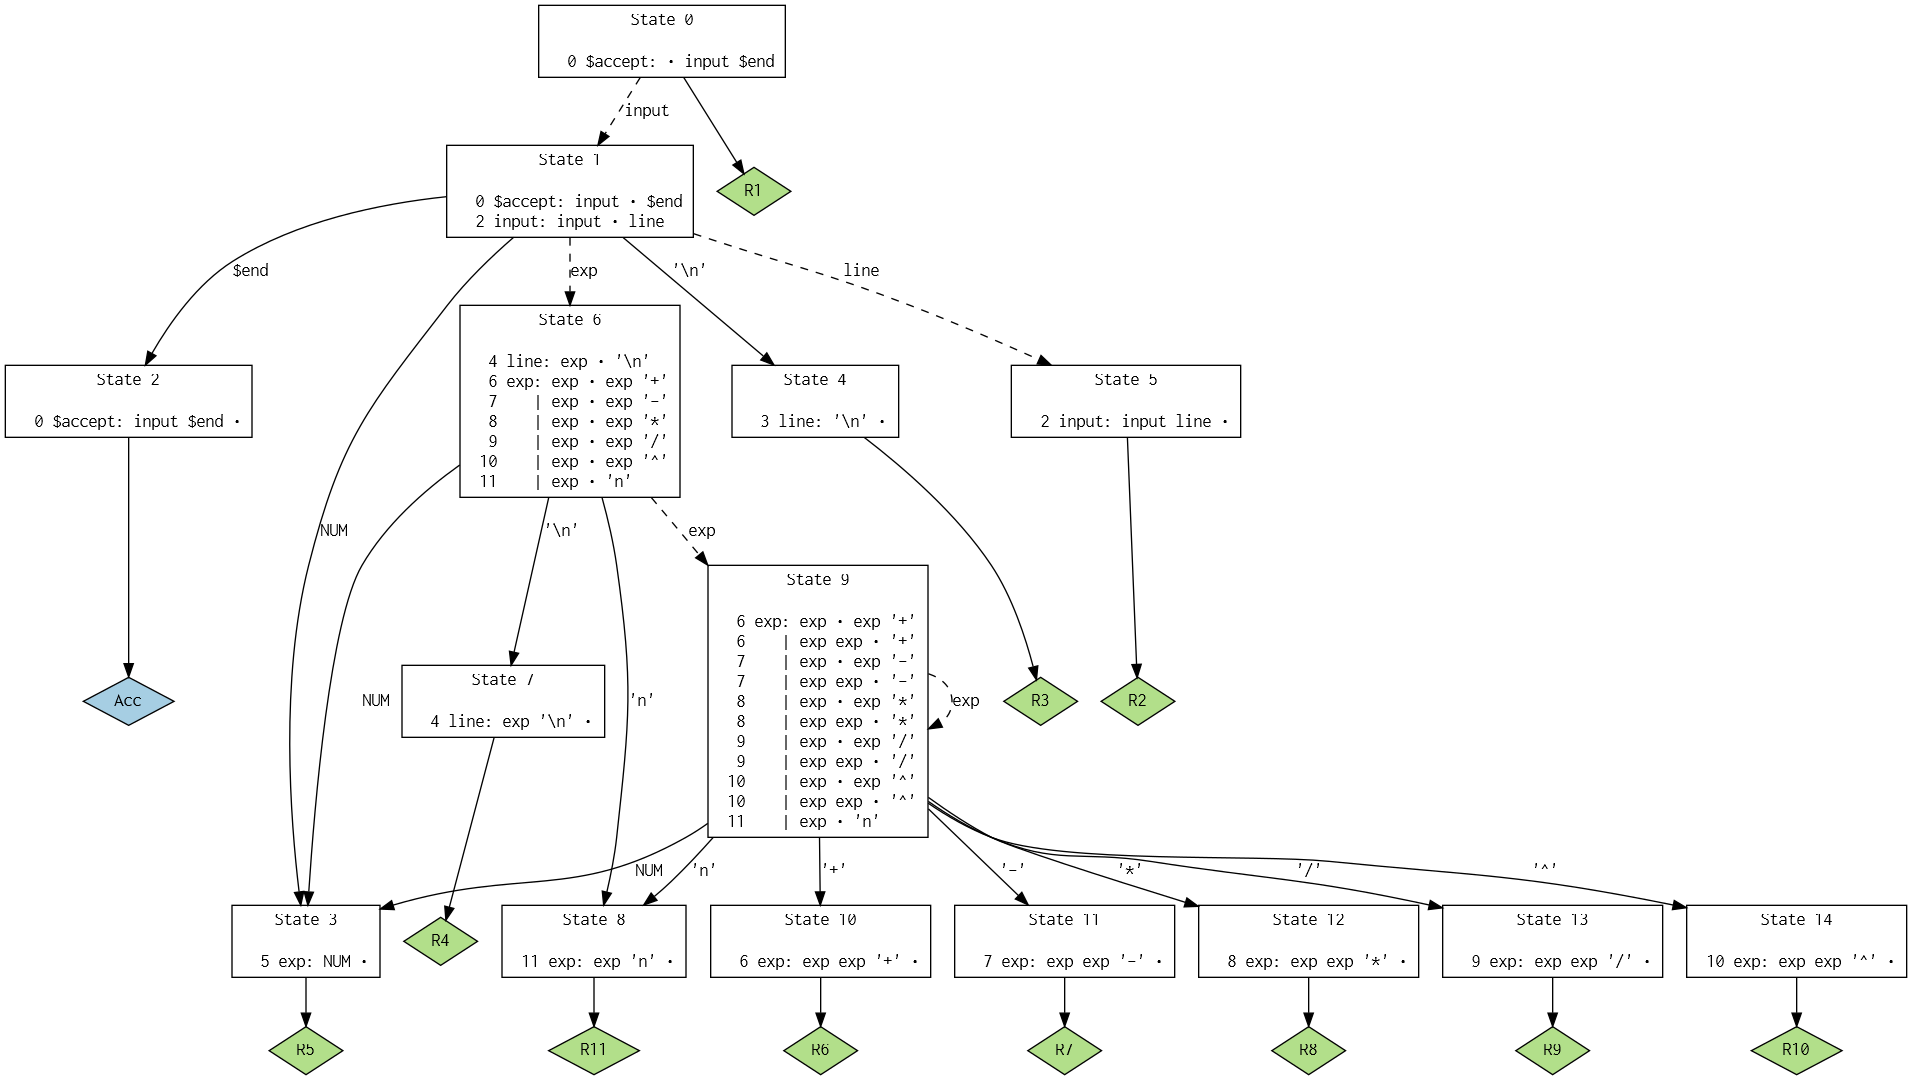 State 0
0 $accept: • input $end
input
State 1
0 $accept: input • $end
2 input: input • line
R1
$end
exp
'\n'
line
State 6
4 line: exp • '\n'
6 exp: exp • exp '+'
7 | exp • exp '-'
8 | exp • exp '*'
9 | exp • exp '/'
10 | exp • exp '^'
11 | exp • 'n'
State 2
0 $accept: input $end •
State 4
3 line: '\n' •
State 5
2 input: input line •
NUM
'\n'
exp
State 9
6 exp: exp • exp '+'
6 | exp exp • '+'
7 | exp • exp '-'
7 | exp exp • '-'
8 | exp • exp '*'
8 | exp exp • '*'
9 | exp • exp '/'
9 | exp exp • '/'
10 | exp • exp '^'
10 | exp exp • '^'
11 | exp • 'n'
Acc
NUM
State 7
4 line: exp '\n' •
'n'
exp
R3
R2
NUM
'n'
'+'
'-'
'*'
'/'
'^'
State 3
5 exp: NUM •
R4
State 8
11 exp: exp 'n' •
State 10
6 exp: exp exp '+' •
State 11
7 exp: exp exp '-' •
State 12
8 exp: exp exp '*' •
State 13
9 exp: exp exp '/' •
State 14
10 exp: exp exp '^' •
R5
R11
R6
R7
R8
R9
R10